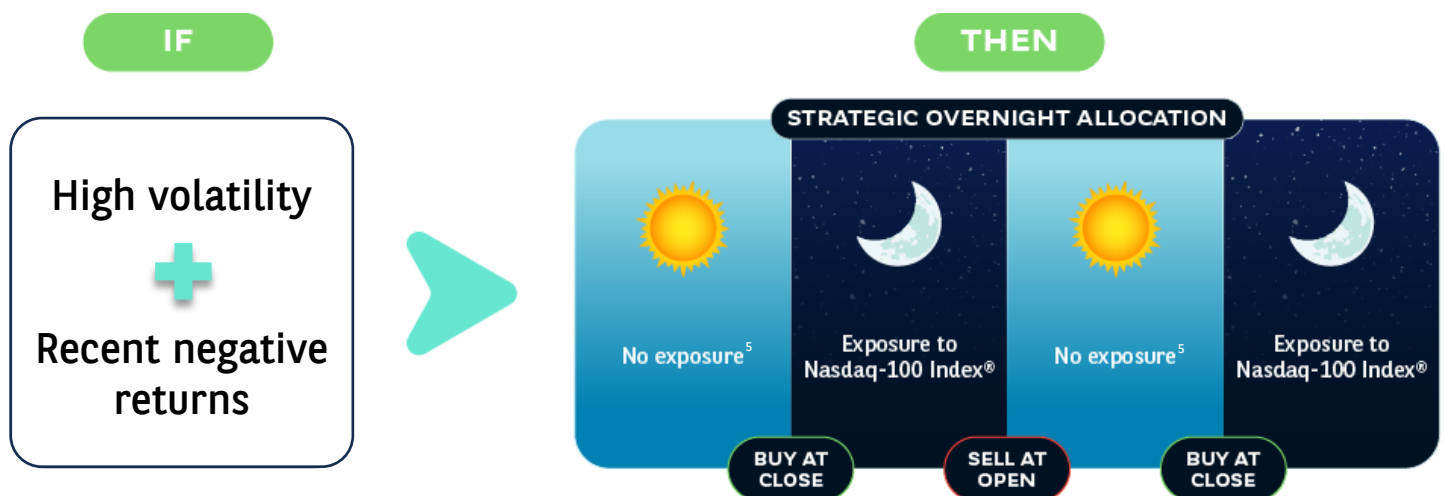 IF
THEN
High volatility
Recent negative
returns
STRATEGIC OVERNIGHT ALLOCATION
No exposure⁵
Exposure to
Nasdaq-100 Index®
No exposure⁵
Exposure to
Nasdaq-100 Index®
BUY AT
CLOSE
SELL AT
OPEN
BUY AT
CLOSE